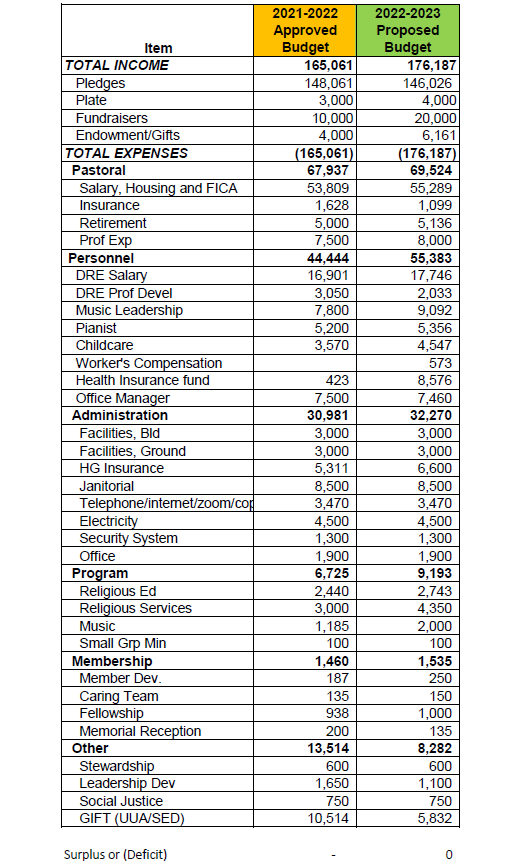 2021-2022 2022-2023
Approved Proposed
Item Budget Budget
TOTAL INCOME 165,061 176,187
Pledges 148,061 146,026
Plate 3,000 4,000
Fundraisers 10,000 20,000
Endowment/Gifts 4,000 6,161
TOTAL EXPENSES (165,061) (176,187)
Pastoral 67,937 69,524
Salary, Housing and FICA 53,809 55,289
Insurance 1,628 1,099
Retirement 5,000 5,136
Prof Exp 7,500 8,000
Personnel 44,444 55,383
DRE Salary 16,901 17,746
DRE Prof Devel 3,050 2,033
Music Leadership 7,800 9,092
Pianist 5,200 5,356
Childcare 3,570 4,547
Worker's Compensation 573
Health Insurance fund 423 8,576
Office Manager 7,500 7,460
Administration 30,981 32,270
Facilities, Bld 3,000 3,000
Facilities, Ground 3,000 3,000
HG Insurance 5,311 6,600
Janitorial 8,500 8,500
Telephone/internet/zoom/cop 3,470 3,470
Electricity 4,500 4,500
Security System 1,300 1,300
Office 1,900 1,900
Program 6,725 9,193
Religious Ed 2,440 2,743
Religious Services 3,000 4,350
Music 1,185 2,000
Small Grp Min 100 100
Membership 1,460 1,535
Member Dev. 187 250
Caring Team 135 150
Fellowship 938 1,000
Memorial Reception 200 135
Other 13,514 8,282
Stewardship 600 600
Leadership Dev 1,650 1,100
Social Justice 750 750
GIFT (UUA/SED) 10,514 5,832
Surplus or (Deficit) - 0